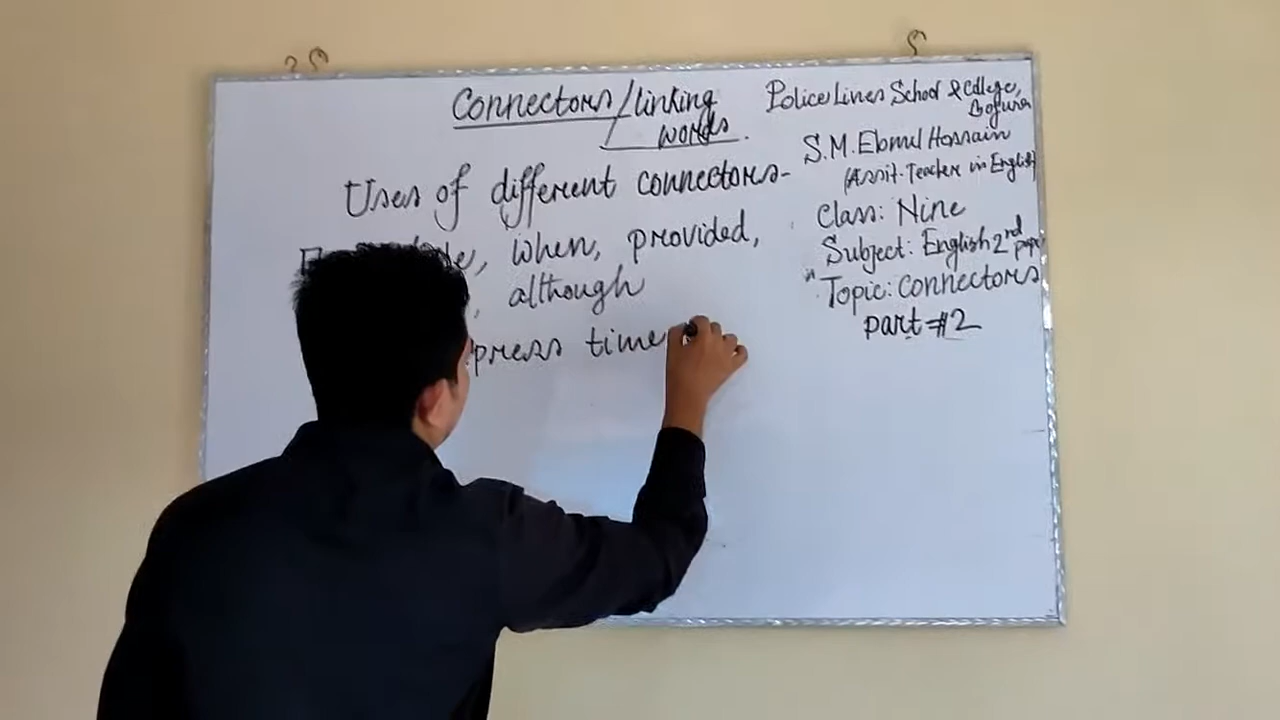 Connectors/linking
words.
Uses of different connectors-
when, provided,
although
press time
Police Lines School & College,
Bogura
S.M. Ebnul Hossain
(Assit. Teacher in English)
Class: Nine
Subject: English 2nd paper
Topic: Connectors
part #2